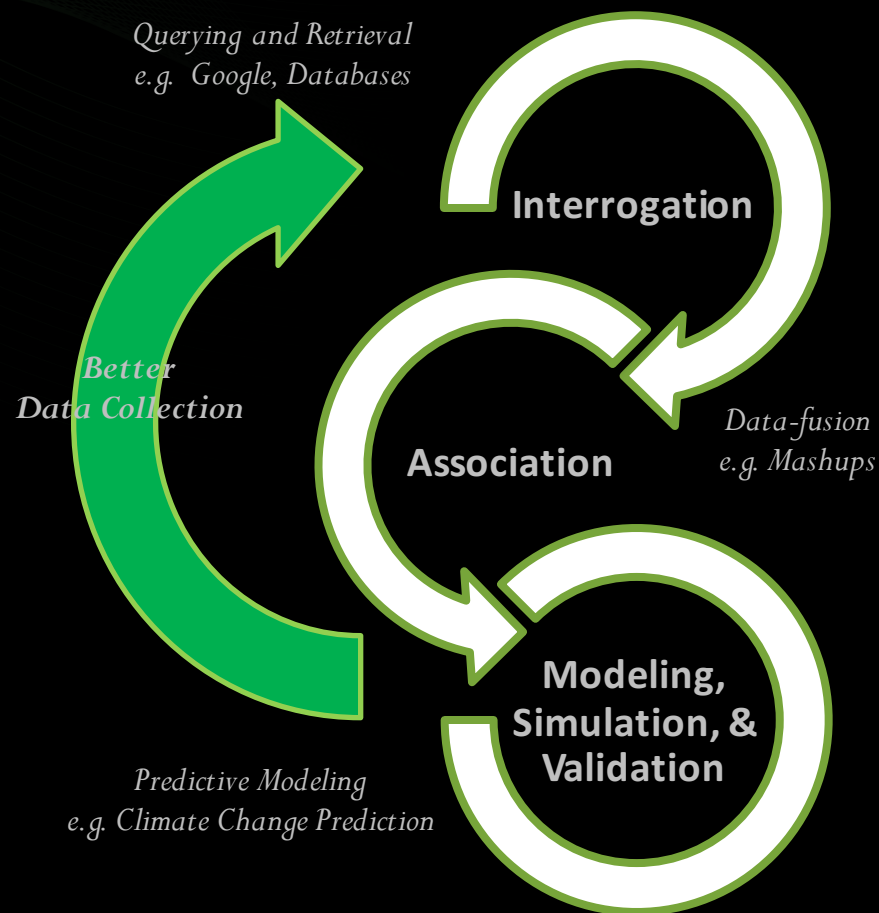 Querying and Retrieval
e.g. Google, Databases
Interrogation
Better
Data Collection
Data-fusion
e.g. Mashups
Association
Modeling,
Simulation, &
Validation
Predictive Modeling
e.g. Climate Change Prediction